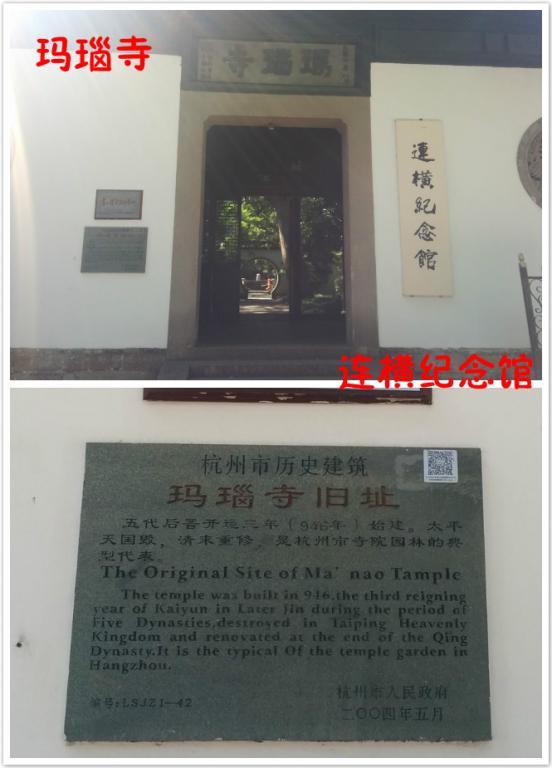 玛瑙寺
寺瑙瑪
連橫紀念館
连横纪念馆
杭州市历史建筑
玛瑙寺旧址
五代后晋开运三年(946年)始建。太平
天国毁，清末重修，是杭州市寺院园林的典
型代表。
The Original Site of Ma' nao Tample
The temple was built in 946,the third reigning
year of Kaiyun in Later Jin during the period of
Five Dynasties,destroyed in Taiping Heavenly
Kingdom and renovated at the end of the Qing
Dynasty.It is the typical Of the temple garden in
Hangzhou.
杭州市人民政府
编号:LSJZ1-42
二〇〇四年五月